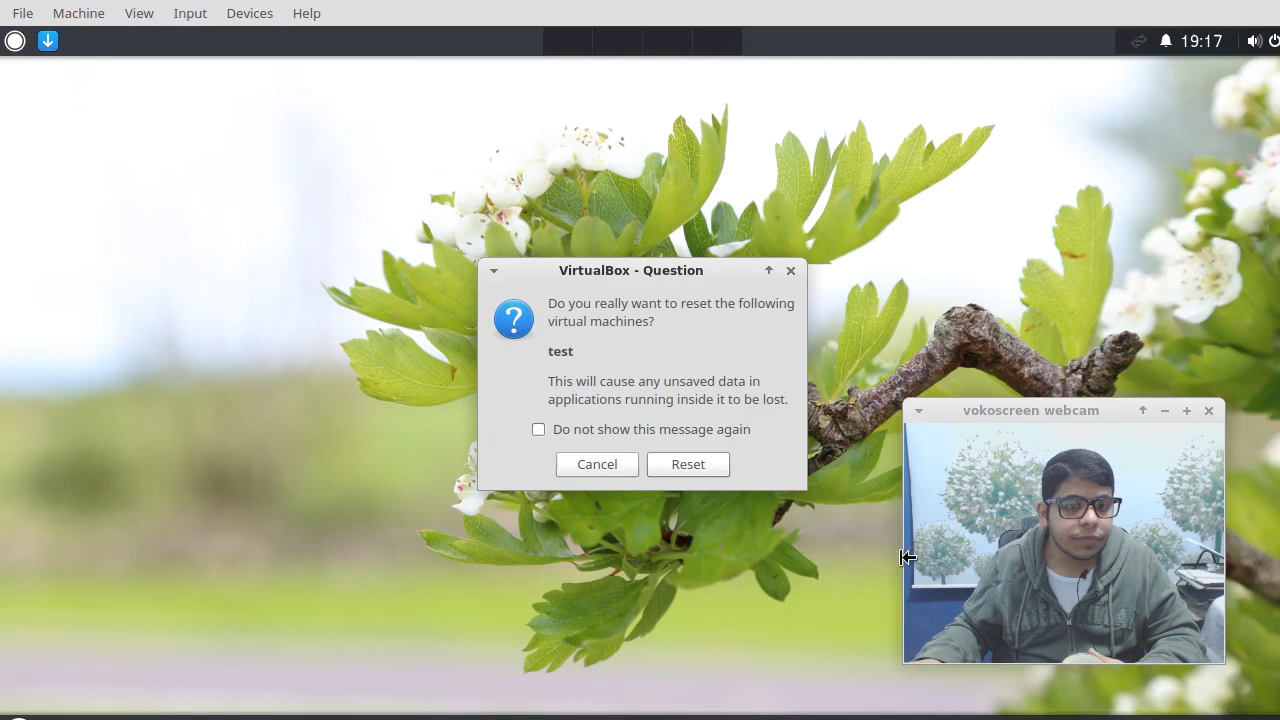 File Machine View Input Devices Help
19:17
VirtualBox - Question
Do you really want to reset the following
virtual machines?
test
This will cause any unsaved data in
applications running inside it to be lost.
Do not show this message again
Cancel Reset
vokoscreen webcam